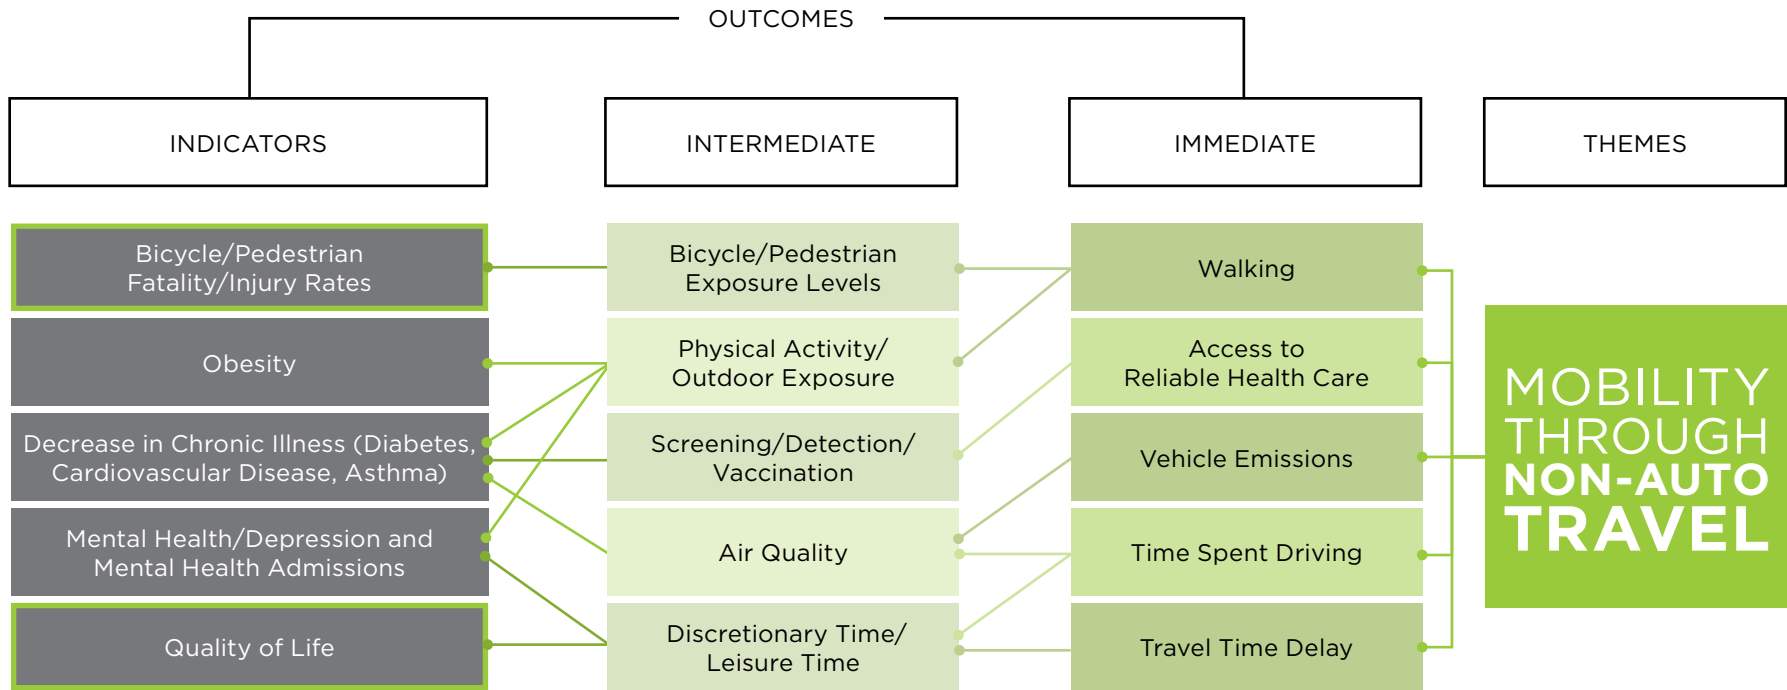 OUTCOMES
INDICATORS
INTERMEDIATE
IMMEDIATE
THEMES
Bicycle/Pedestrian
Fatality/Injury Rates
Bicycle/Pedestrian
Exposure Levels
Walking
Obesity
Physical Activity/
Outdoor Exposure
Access to
Reliable Health Care
Decrease in Chronic Illness (Diabetes,
Cardiovascular Disease, Asthma)
Screening/Detection/
Vaccination
Vehicle Emissions
Mental Health/Depression and
Mental Health Admissions
Air Quality
Time Spent Driving
Quality of Life
Discretionary Time/
Leisure Time
Travel Time Delay
MOBILITY
THROUGH
NON-AUTO
TRAVEL